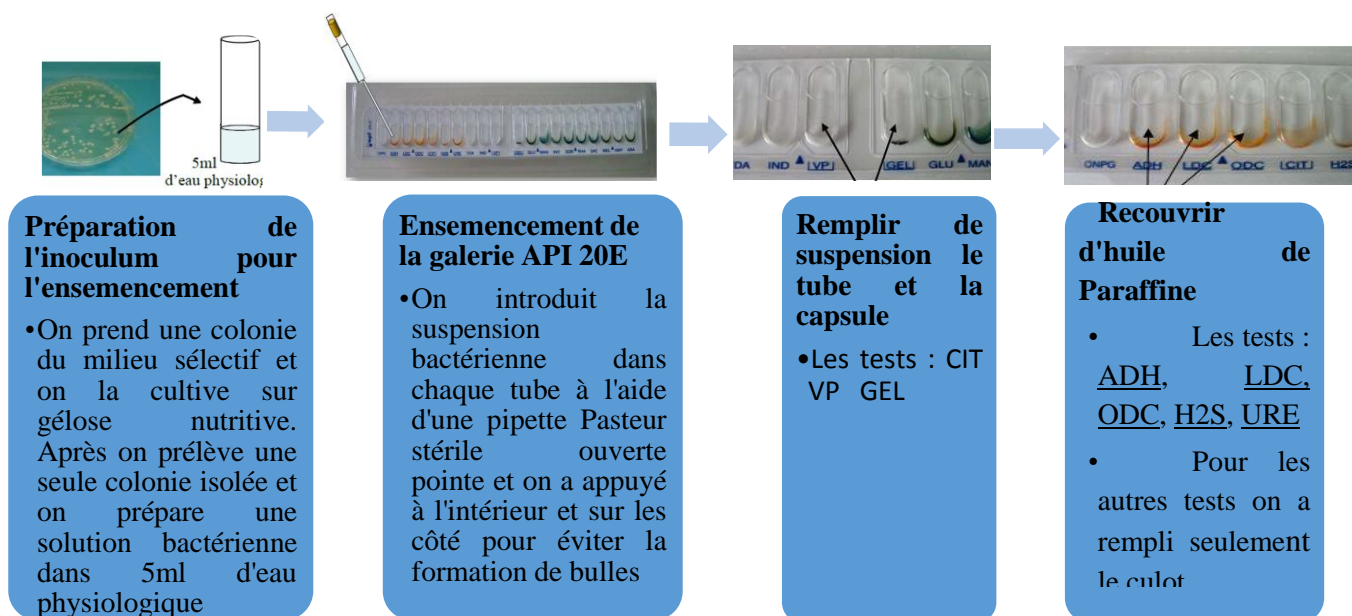 5ml
d'eau physiolog
DA IND VP GEL GLU MAN
ONPG ADH LDC ODC CIT H2S
Préparation de
l'inoculum pour
l'ensemencement
•On prend une colonie
du milieu sélectif et
on la cultive sur
gélose nutritive.
Après on prélève une
seule colonie isolée et
on prépare une
solution bactérienne
dans 5ml d'eau
physiologique
Ensemencement de
la galerie API 20E
•On introduit la
suspension
bactérienne dans
chaque tube à l'aide
d'une pipette Pasteur
stérile ouverte
pointe et on a appuyé
à l'intérieur et sur les
côté pour éviter la
formation de bulles
Remplir de
suspension le
tube et la
capsule
•Les tests : CIT
VP GEL
Recouvrir
d'huile de
Paraffine
• Les tests :
ADH, LDC,
ODC, H2S, URE
• Pour les
autres tests on a
rempli seulement
le culot